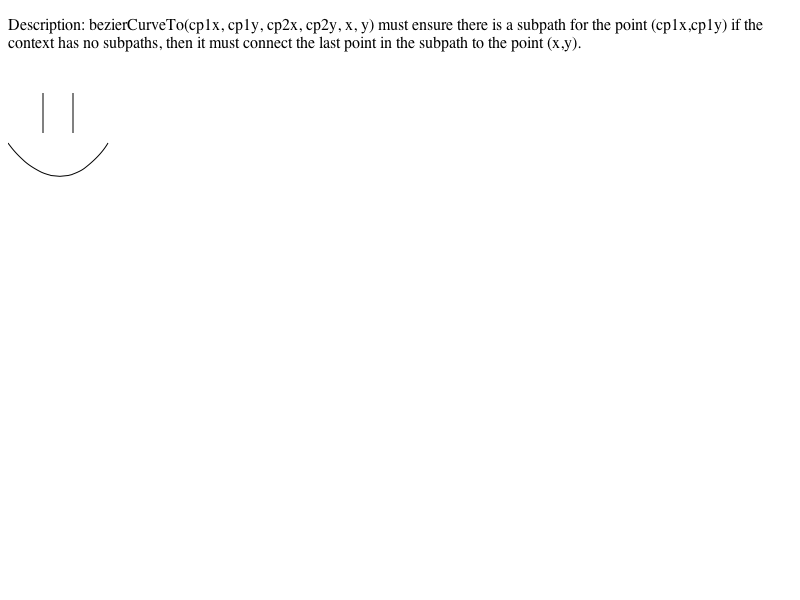 Description: bezierCurveTo(cp1x, cp1y, cp2x, cp2y, x, y) must ensure there is a subpath for the point (cp1x,cp1y) if the
context has no subpaths, then it must connect the last point in the subpath to the point (x,y).